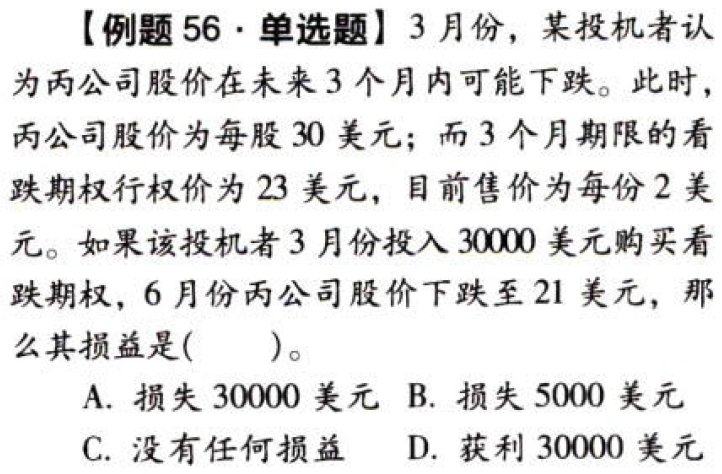 【例题 56·单选题】3 月份，某投机者认
为丙公司股价在未来 3 个月内可能下跌。此时，
丙公司股价为每股 30 美元；而 3 个月期限的看
跌期权行权价为 23 美元，目前售价为每份 2 美
元。如果该投机者 3 月份投入 30000 美元购买看
跌期权，6 月份丙公司股价下跌至 21 美元，那
么其损益是(　　)。
A. 损失 30000 美元 B. 损失 5000 美元
C. 没有任何损益 D. 获利 30000 美元